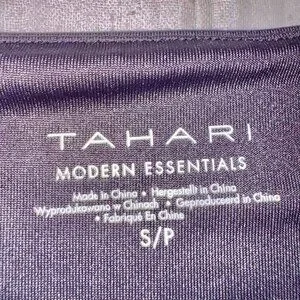 TAHARI
MODERN ESSENTIALS
Made in China • Hergestellt in China
Wyprodukowano w Chinach • Geproduceerd in China
• Fabriqué En Chine
S/P